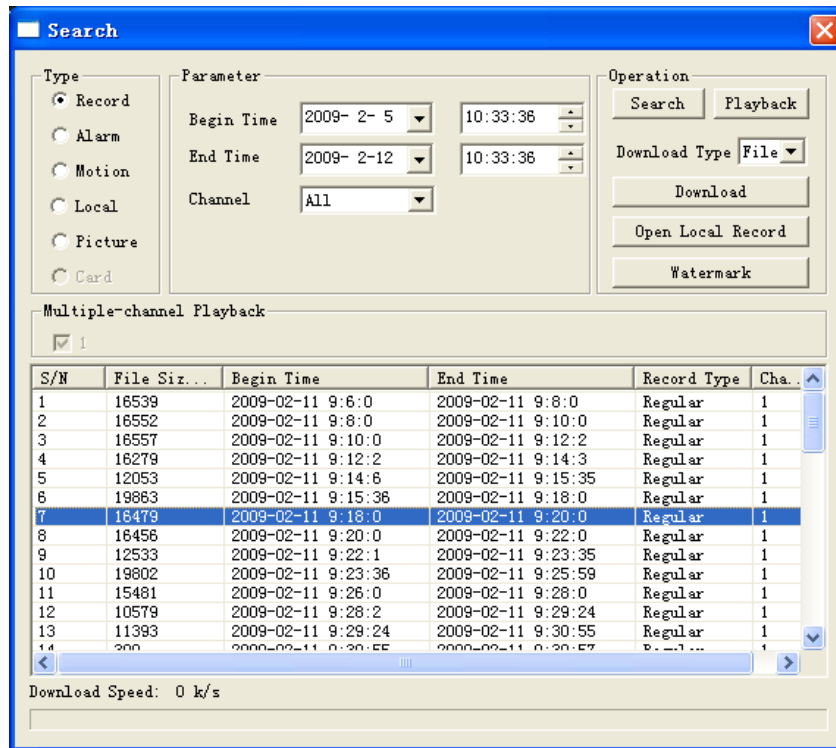 Search
Type
Record
Alarm
Motion
Local
Picture
Card
Parameter
Begin Time 2009- 2- 5 10:33:36
End Time 2009- 2-12 10:33:36
Channel All
Operation
Search Playback
Download Type File
Download
Open Local Record
Watermark
Multiple-channel Playback
1
S/N File Siz... Begin Time End Time Record Type Cha..
1 16539 2009-02-11 9:6:0 2009-02-11 9:8:0 Regular 1
2 16552 2009-02-11 9:8:0 2009-02-11 9:10:0 Regular 1
3 16557 2009-02-11 9:10:0 2009-02-11 9:12:2 Regular 1
4 16279 2009-02-11 9:12:2 2009-02-11 9:14:3 Regular 1
5 12053 2009-02-11 9:14:6 2009-02-11 9:15:35 Regular 1
6 19863 2009-02-11 9:15:36 2009-02-11 9:18:0 Regular 1
7 16479 2009-02-11 9:18:0 2009-02-11 9:20:0 Regular 1
8 16456 2009-02-11 9:20:0 2009-02-11 9:22:0 Regular 1
9 12533 2009-02-11 9:22:1 2009-02-11 9:23:35 Regular 1
10 19802 2009-02-11 9:23:36 2009-02-11 9:25:59 Regular 1
11 15481 2009-02-11 9:26:0 2009-02-11 9:28:0 Regular 1
12 10579 2009-02-11 9:28:2 2009-02-11 9:29:24 Regular 1
13 11393 2009-02-11 9:29:24 2009-02-11 9:30:55 Regular 1
Download Speed: 0 k/s